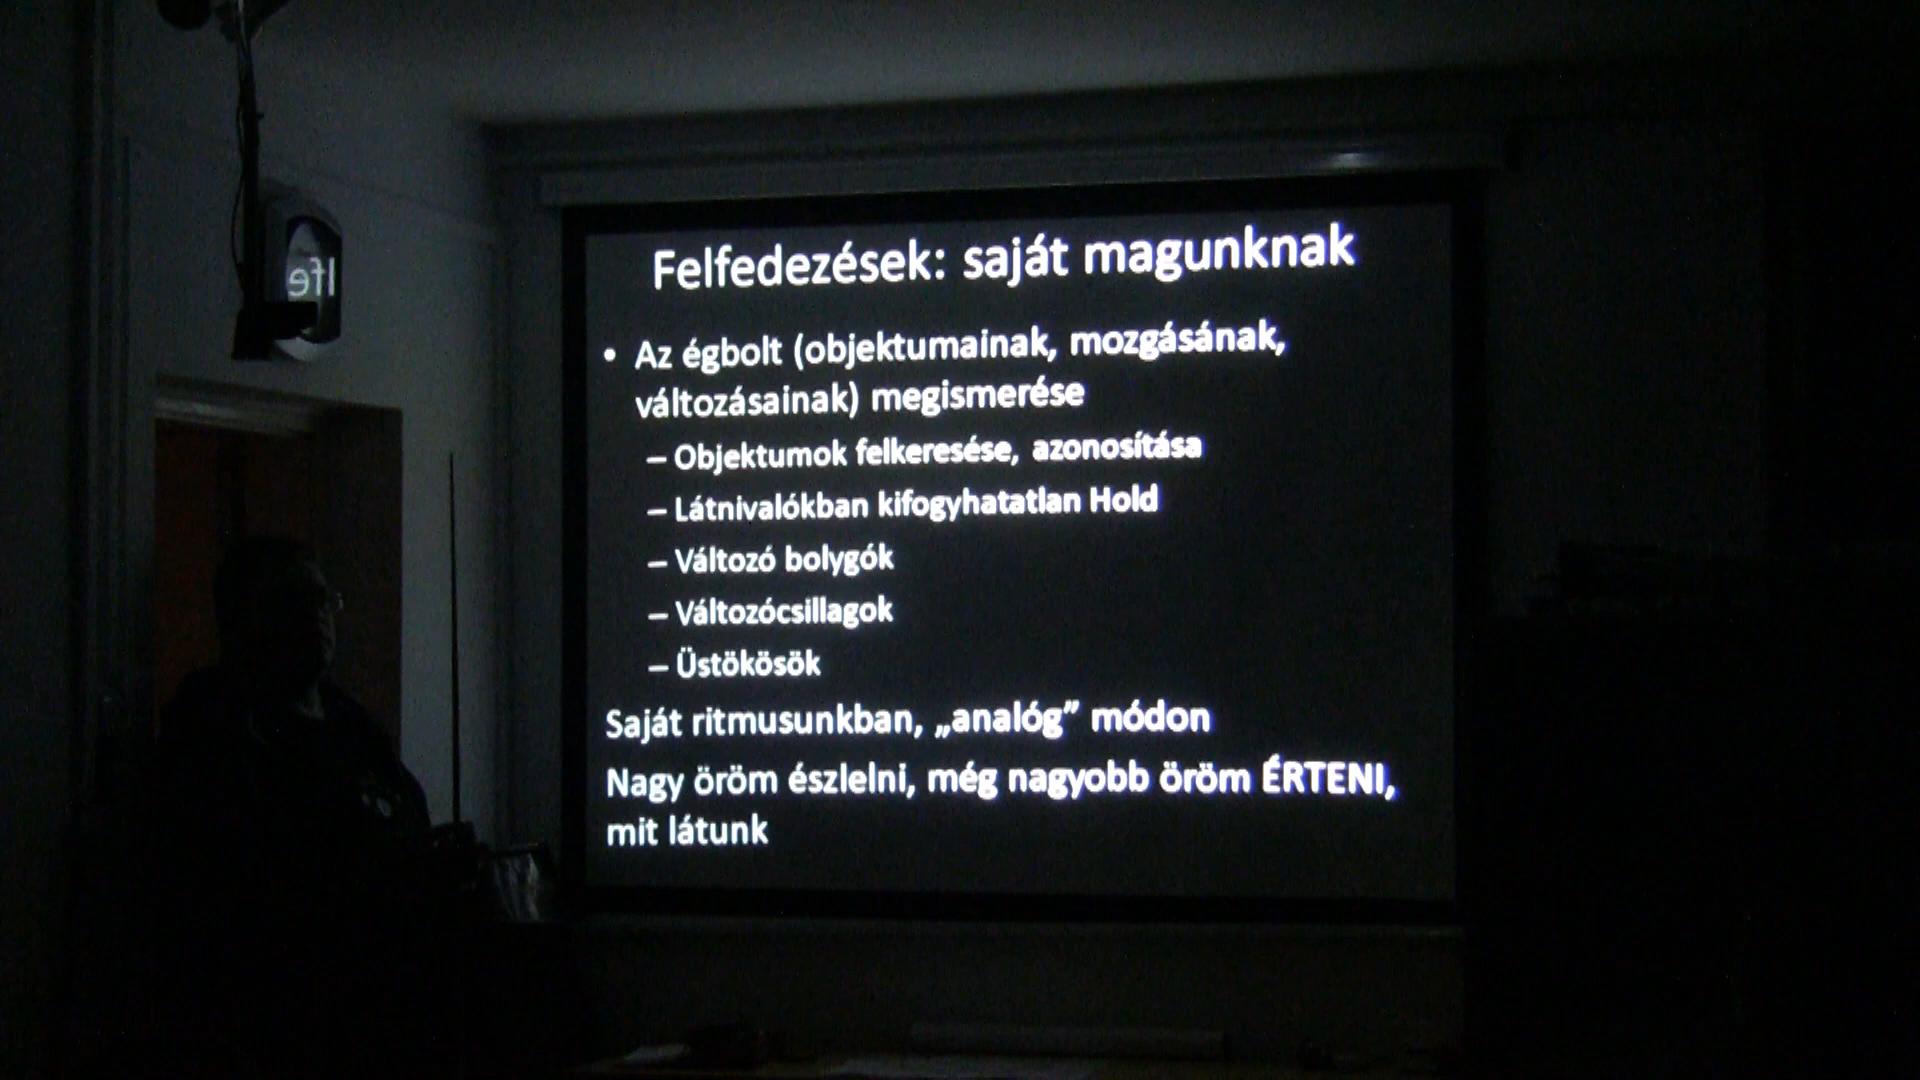 Felfedezések: saját magunknak
• Az égbolt (objektumainak, mozgásának,
változásainak) megismerése
– Objektumok felkeresése, azonosítása
– Látnivalókban kifogyhatatlan Hold
– Változó bolygók
– Változócsillagok
– Üstökösök
Saját ritmusunkban, „analóg” módon
Nagy öröm észlelni, még nagyobb öröm ÉRTENI,
mit látunk